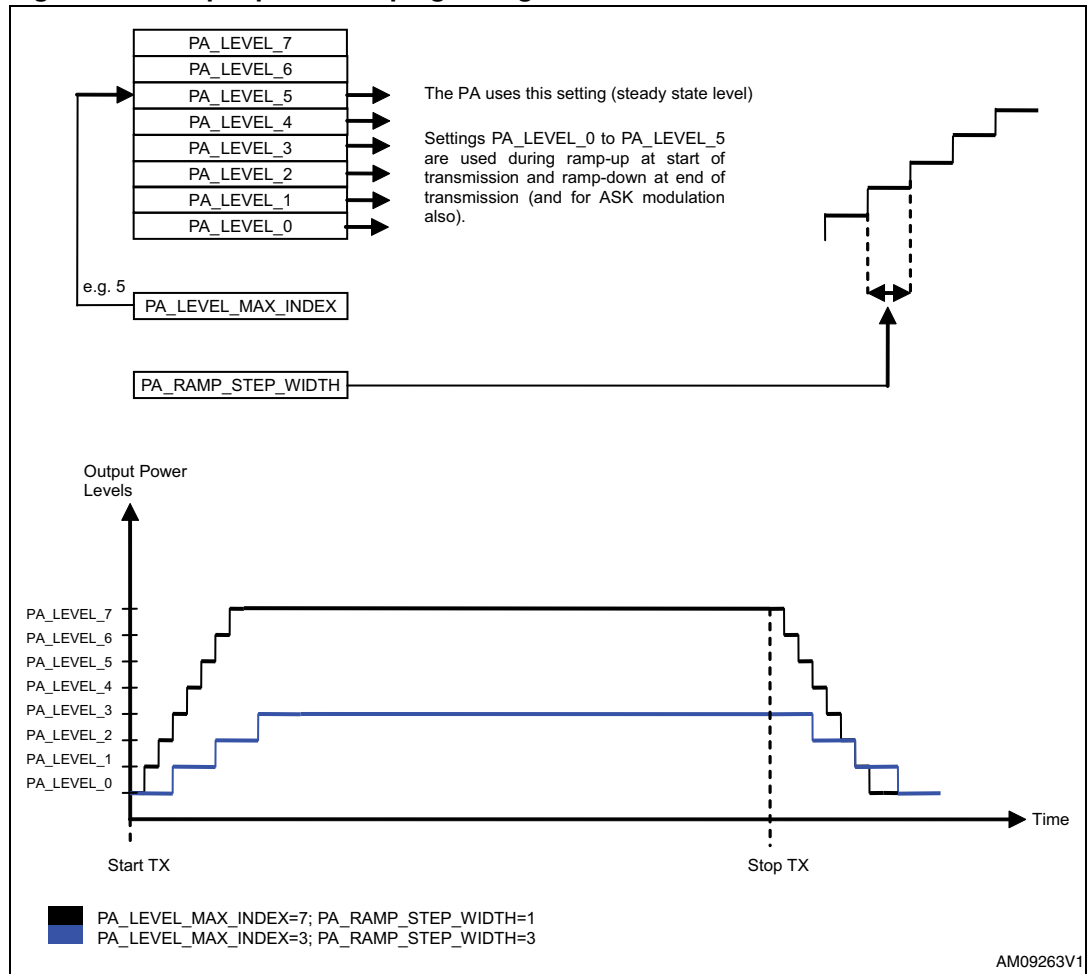 PA_LEVEL_7
PA_LEVEL_6
PA_LEVEL_5
PA_LEVEL_4
PA_LEVEL_3
PA_LEVEL_2
PA_LEVEL_1
PA_LEVEL_0
The PA uses this setting (steady state level)
Settings PA_LEVEL_0 to PA_LEVEL_5
are used during ramp-up at start of
transmission and ramp-down at end of
transmission (and for ASK modulation
also).
e.g. 5
PA_LEVEL_MAX_INDEX
PA_RAMP_STEP_WIDTH
Output Power
Levels
PA_LEVEL_7
PA_LEVEL_6
PA_LEVEL_5
PA_LEVEL_4
PA_LEVEL_3
PA_LEVEL_2
PA_LEVEL_1
PA_LEVEL_0
Time
Start TX
Stop TX
PA_LEVEL_MAX_INDEX=7; PA_RAMP_STEP_WIDTH=1
PA_LEVEL_MAX_INDEX=3; PA_RAMP_STEP_WIDTH=3
AM09263V1